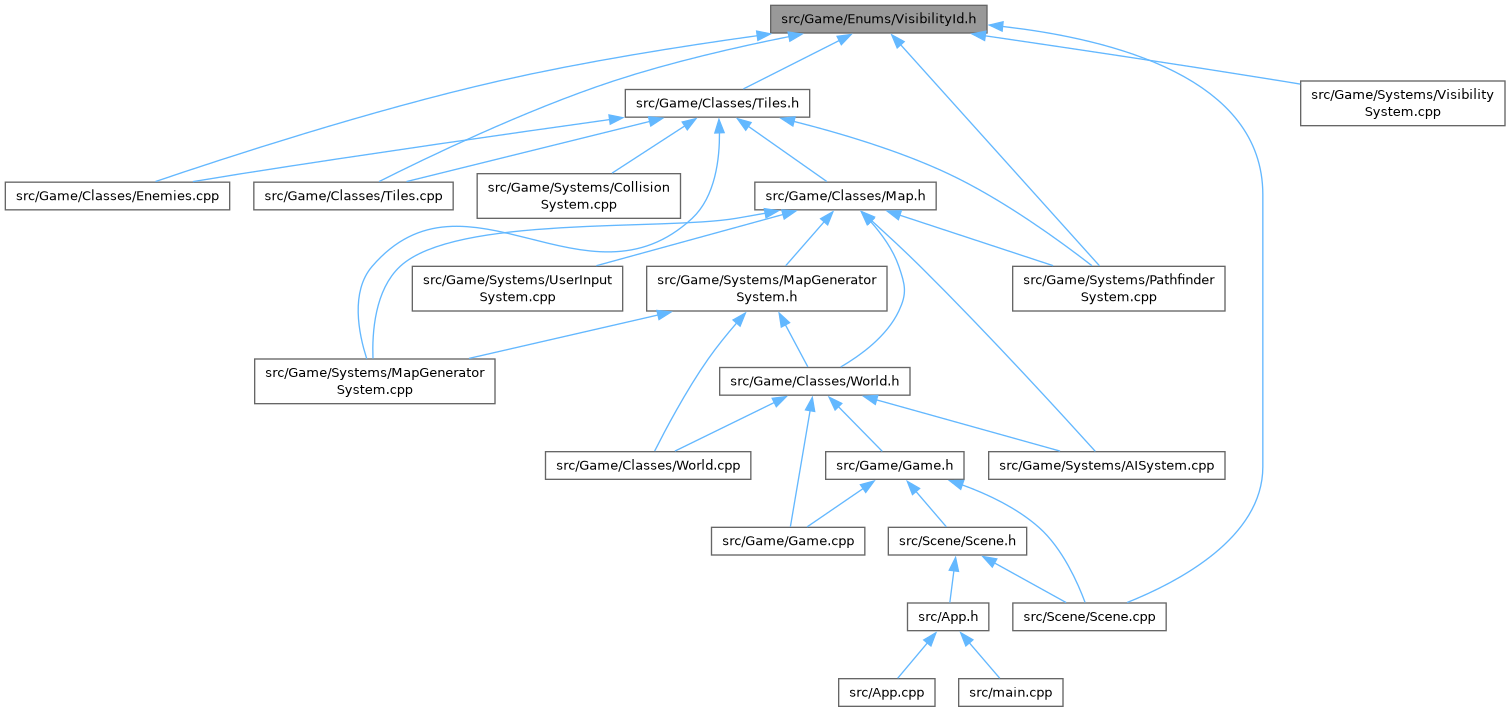 src/Game/Enums/VisibilityId.h
src/Game/Systems/Visibility
System.cpp
src/Game/Classes/Tiles.h
src/Game/Classes/Enemies.cpp
src/Game/Classes/Tiles.cpp
src/Game/Systems/Collision
System.cpp
src/Game/Classes/Map.h
src/Game/Systems/UserInput
System.cpp
src/Game/Systems/MapGenerator
System.h
src/Game/Systems/Pathfinder
System.cpp
src/Game/Systems/MapGenerator
System.cpp
src/Game/Classes/World.h
src/Game/Classes/World.cpp
src/Game/Game.h
src/Game/Systems/AISystem.cpp
src/Game/Game.cpp
src/Scene/Scene.h
src/App.h
src/Scene/Scene.cpp
src/App.cpp
src/main.cpp